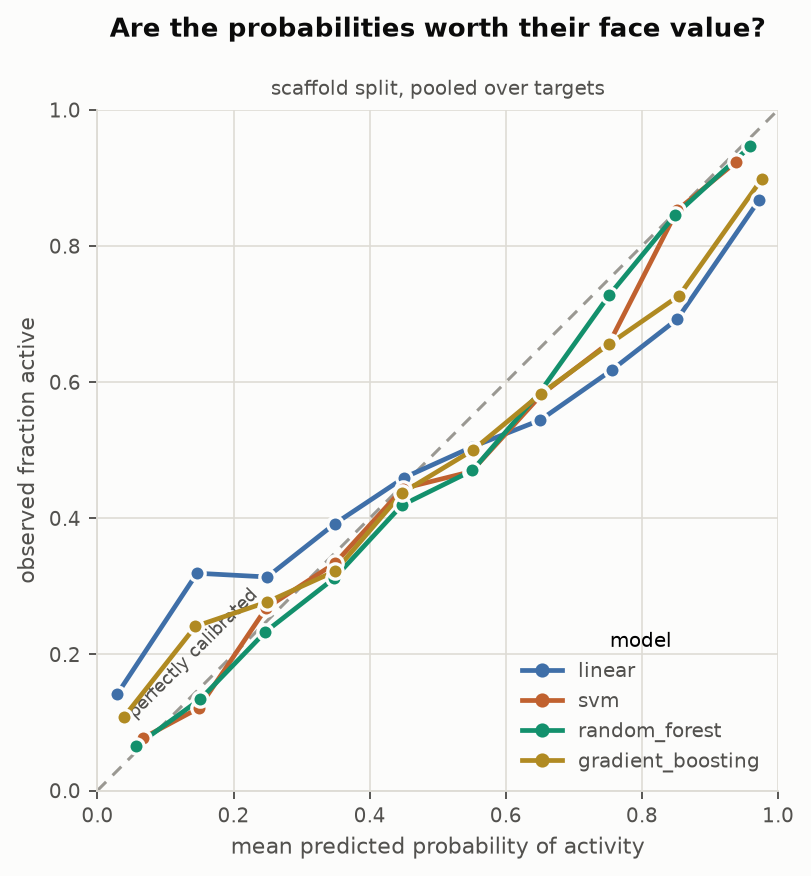 Are the probabilities worth their face value?
scaffold split, pooled over targets
1.0
0.8
0.6
0.4
0.2
0.0
observed fraction active
perfectly calibrated
model
linear
svm
random_forest
gradient_boosting
0.0 0.2 0.4 0.6 0.8 1.0
mean predicted probability of activity